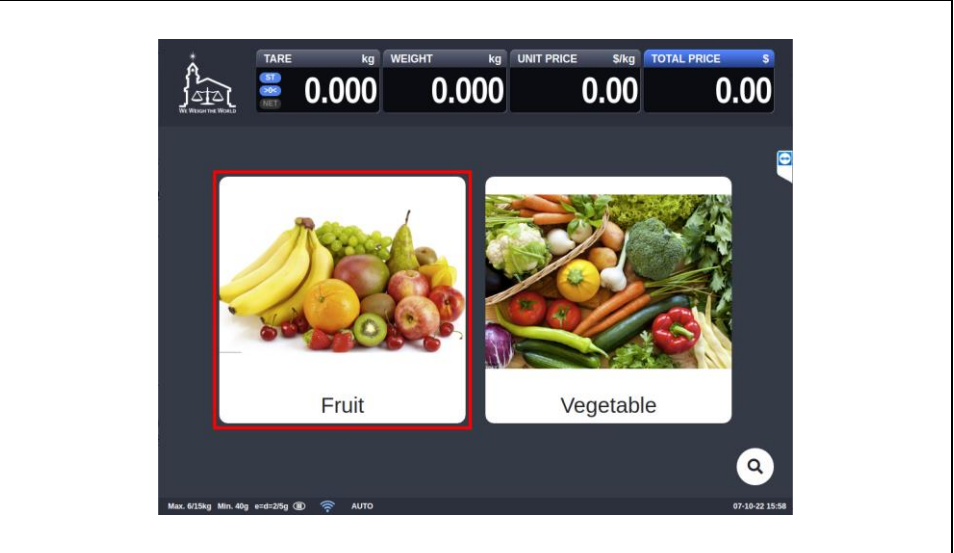 TARE kg WEIGHT kg UNIT PRICE $/kg TOTAL PRICE $
ST
>0< 0.000 0.000 0.00 0.00
NET
WE WEIGH THE WORLD
Fruit Vegetable
Max. 6/15kg Min. 40g e=d=2/5g AUTO 07-10-22 15:58